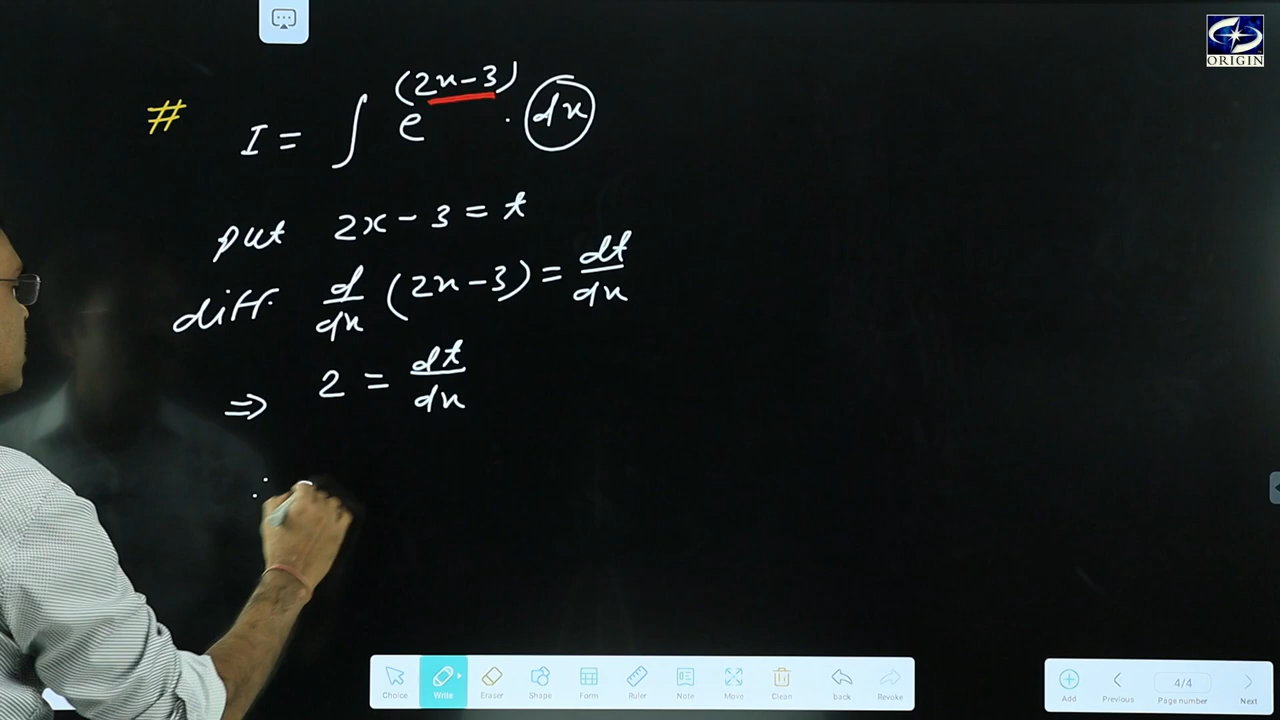 ORIGIN
# I = ∫ e^(2x-3) . dx
put 2x - 3 = t
diff. d/dx (2x-3) = dt/dx
⇒ 2 = dt/dx
∴
Choice Write Eraser Shape Form Ruler Note Move Clean back Revoke
Add Previous 4/4 Page number Next